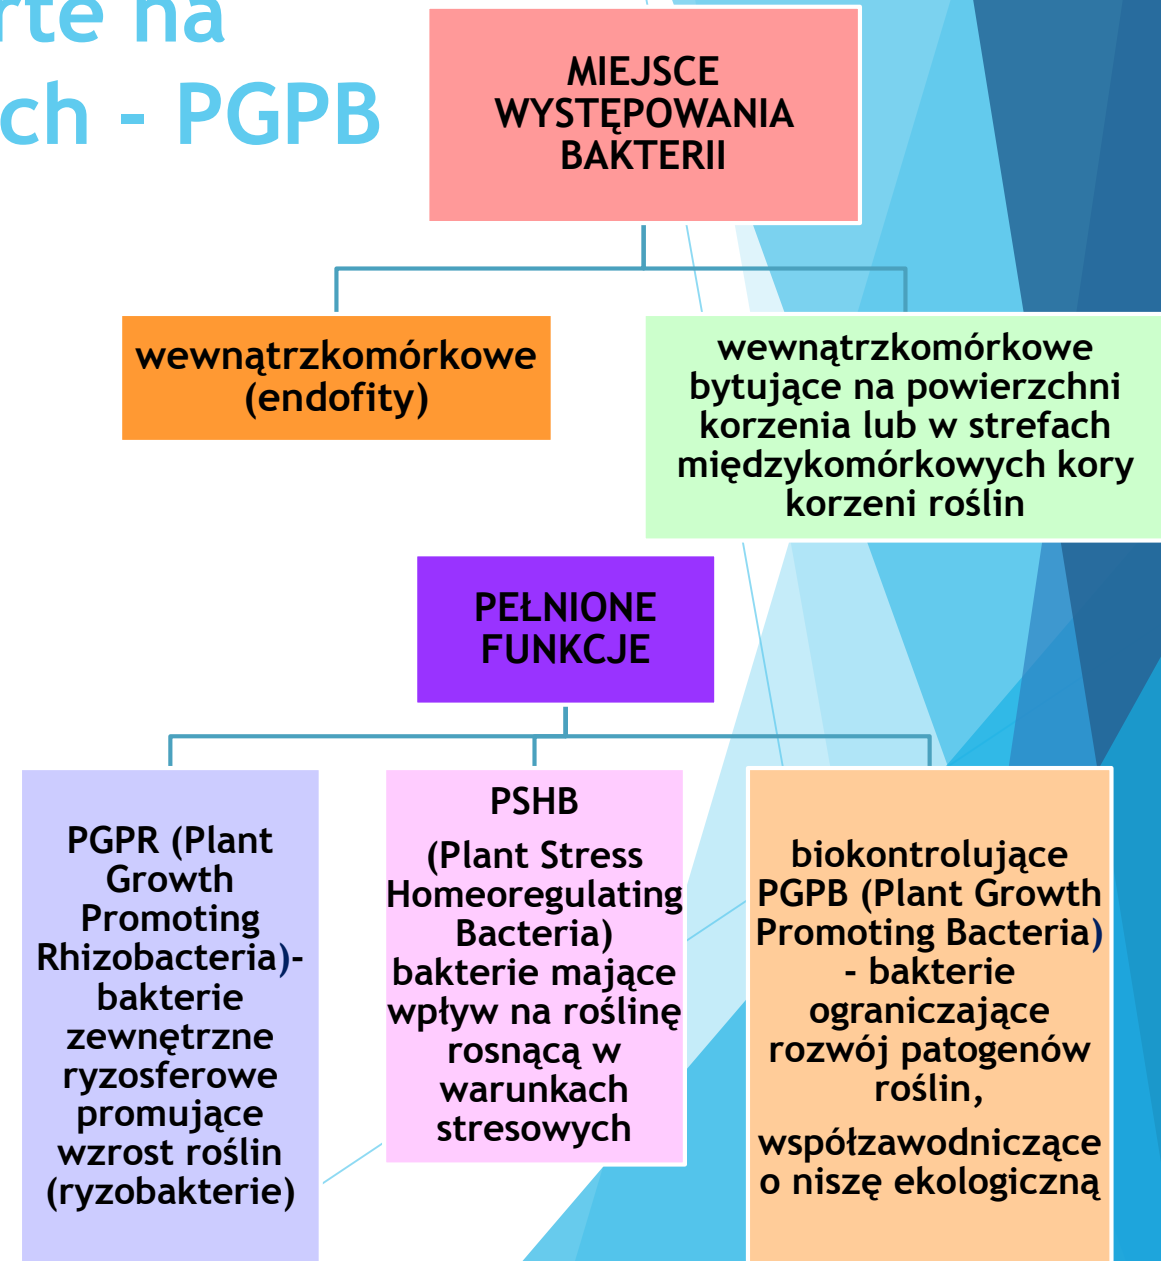 rte na
ch - PGPB
MIEJSCE
WYSTĘPOWANIA
BAKTERII
wewnątrzkomórkowe
(endofity)
wewnątrzkomórkowe
bytujące na powierzchni
korzenia lub w strefach
międzykomórkowych kory
korzeni roślin
PEŁNIONE
FUNKCJE
PGPR (Plant
Growth
Promoting
Rhizobacteria)-
bakterie
zewnętrzne
ryzosferowe
promujące
wzrost roślin
(ryzobakterie)
PSHB
(Plant Stress
Homeoregulating
Bacteria)
bakterie mające
wpływ na roślinę
rosnącą w
warunkach
stresowych
biokontrolujące
PGPB (Plant Growth
Promoting Bacteria)
- bakterie
ograniczające
rozwój patogenów
roślin,
współzawodniczące
o niszę ekologiczną